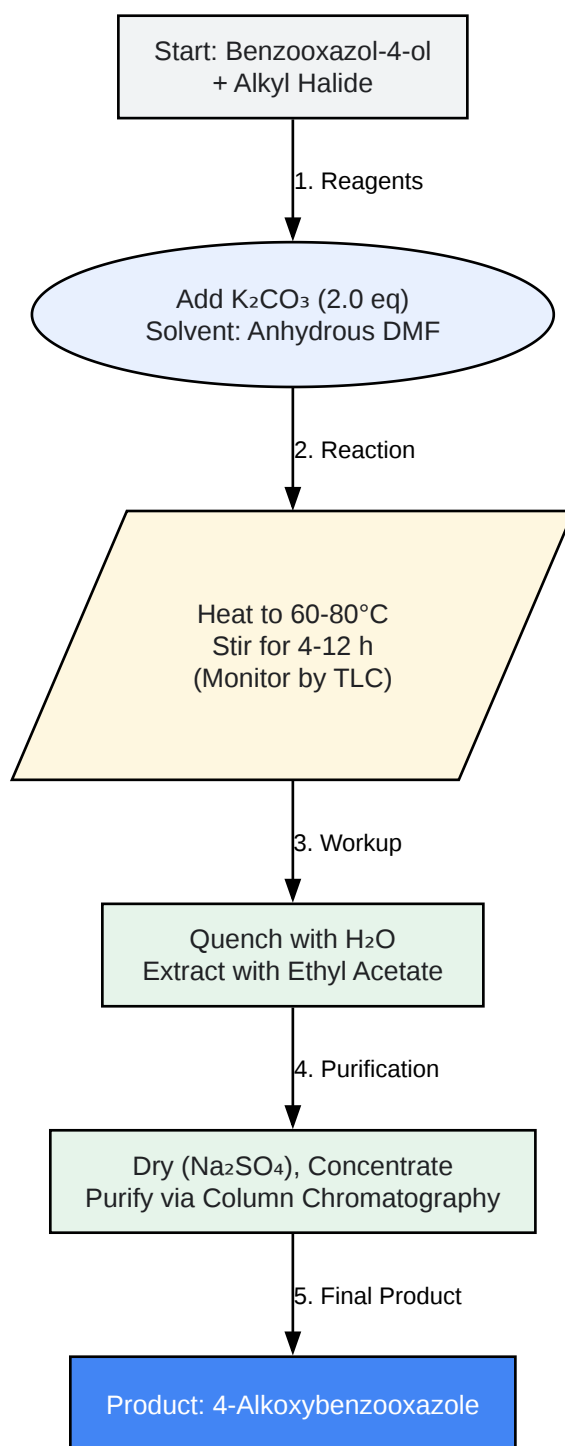 Start: Benzooxazol-4-ol
+ Alkyl Halide
1. Reagents
Add K₂CO₃ (2.0 eq)
Solvent: Anhydrous DMF
2. Reaction
Heat to 60-80°C
Stir for 4-12 h
(Monitor by TLC)
3. Workup
Quench with H₂O
Extract with Ethyl Acetate
4. Purification
Dry (Na₂SO₄), Concentrate
Purify via Column Chromatography
5. Final Product
Product: 4-Alkoxybenzooxazole